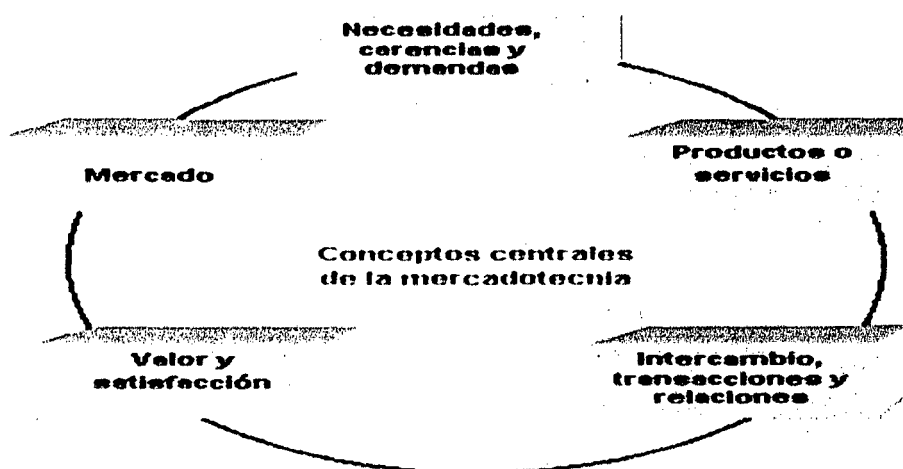 Necesidades,
carencias y
demandas
Mercado
Productos o
servicios
Conceptos centrales
de la mercadotecnia
Valor y
satisfacción
Intercambio,
transacciones y
relaciones